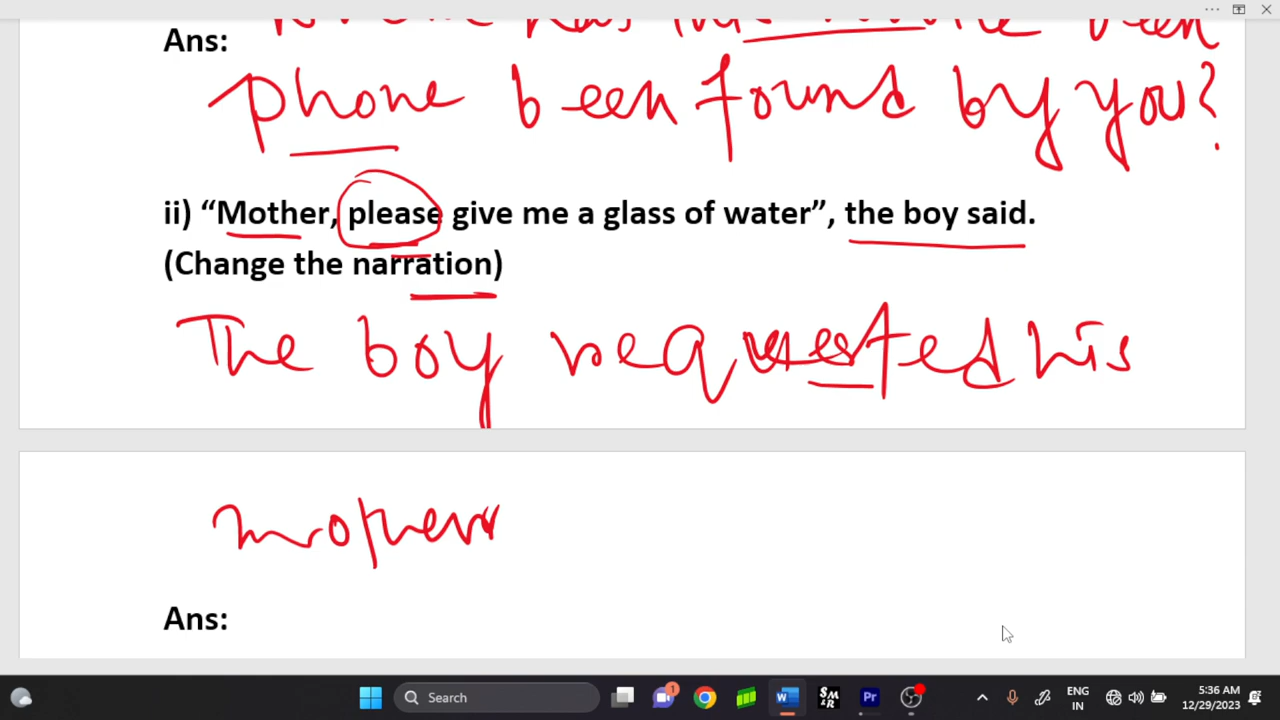 Ans:
phone been found by you?
ii) “Mother, please give me a glass of water”, the boy said.
(Change the narration)
The boy requested his
mother
Ans:
Search
1
ENG
IN
5:36 AM
12/29/2023